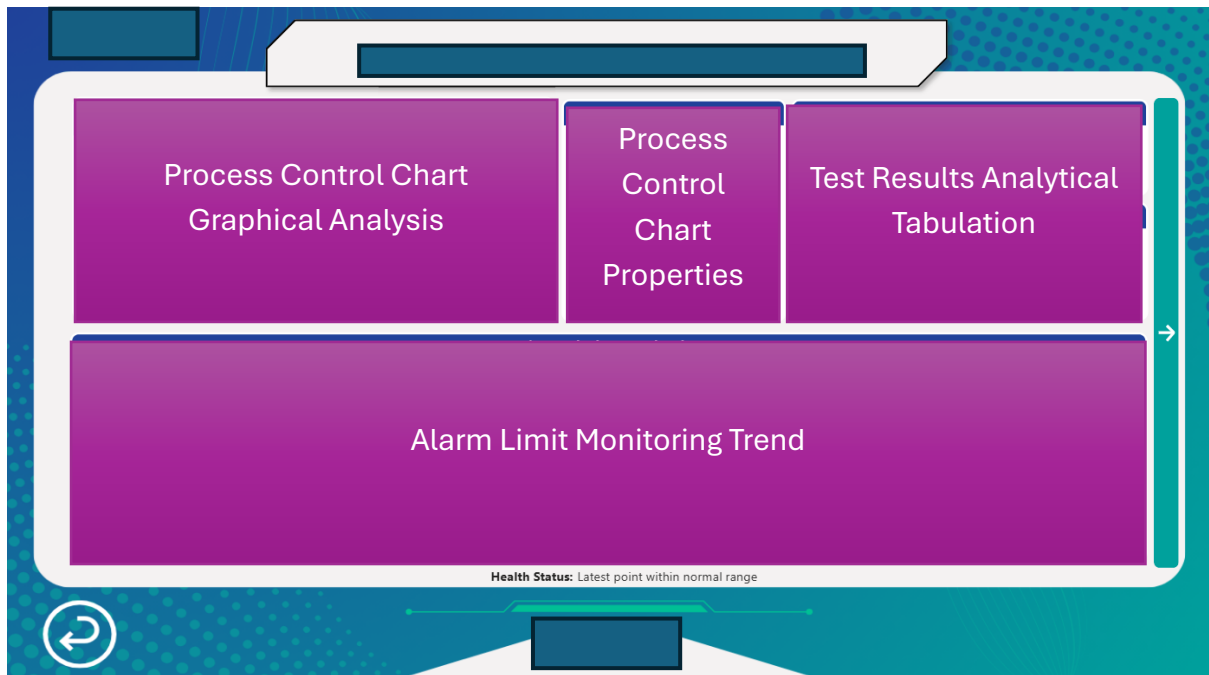 Process Control Chart
Graphical Analysis
Process
Control
Chart
Properties
Test Results Analytical
Tabulation
Alarm Limit Monitoring Trend
Health Status: Latest point within normal range